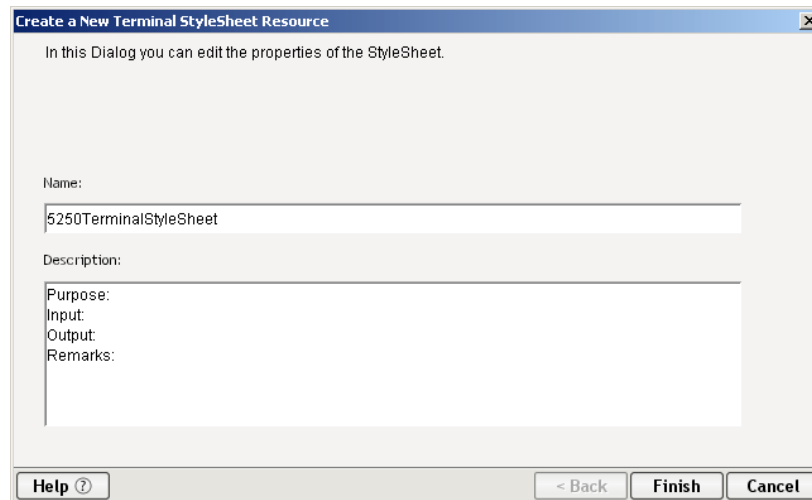 Create a New Terminal StyleSheet Resource
In this Dialog you can edit the properties of the StyleSheet.
Name:
5250TerminalStyleSheet
Description:
Purpose:
Input:
Output:
Remarks:
Help ?
< Back
Finish
Cancel